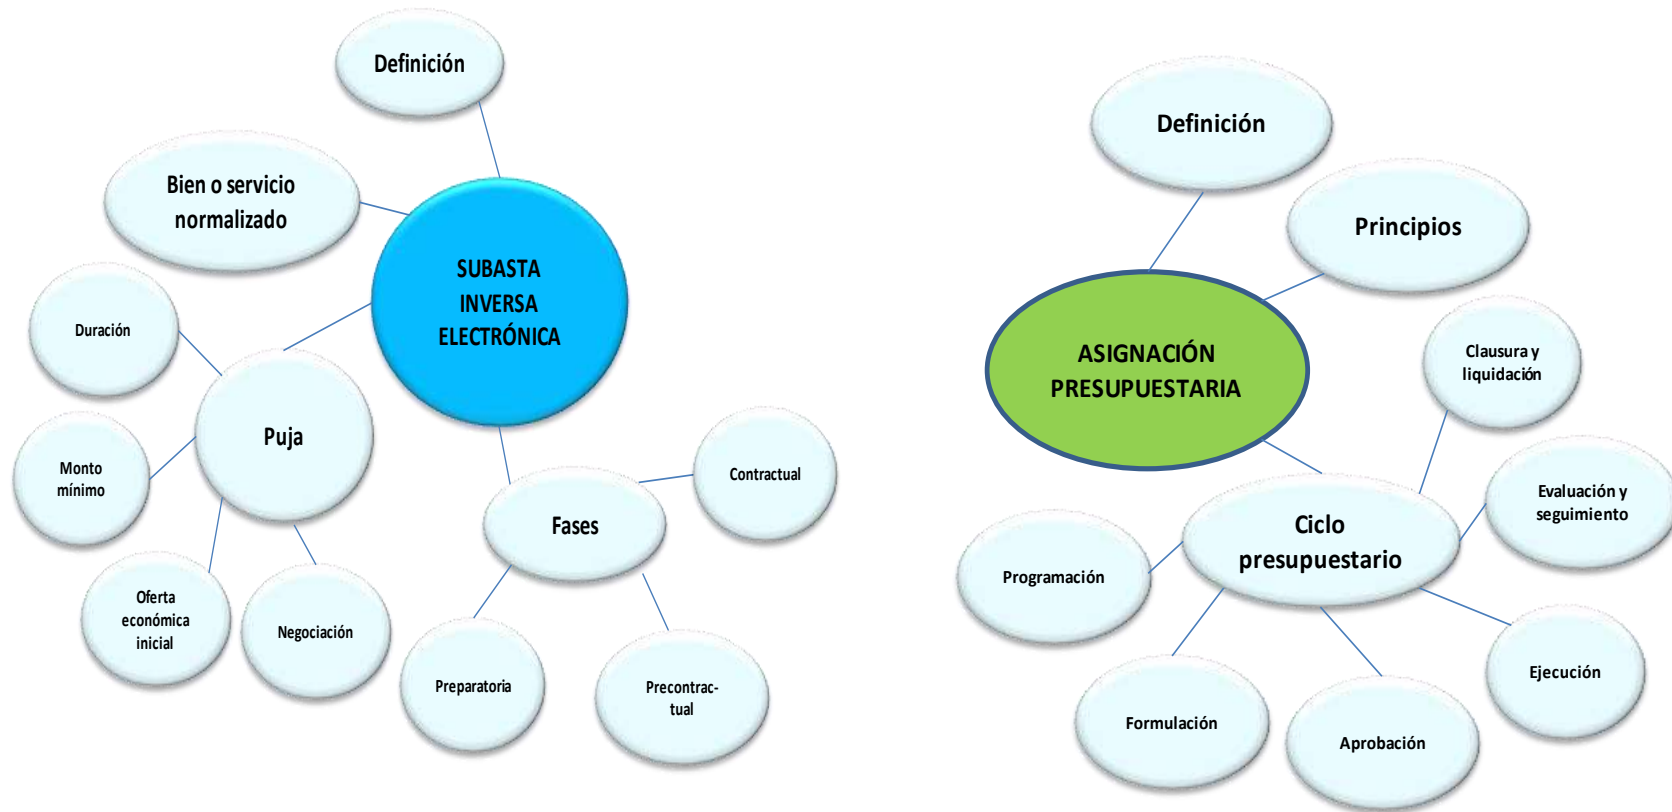 Definición
Bien o servicio
normalizado
SUBASTA
INVERSA
ELECTRÓNICA
Duración
Puja
Monto
mínimo
Oferta
económica
inicial
Negociación
Fases
Contractual
Preparatoria
Precontrac-
tual
Definición
Principios
ASIGNACIÓN
PRESUPUESTARIA
Clausura y
liquidación
Evaluación y
seguimiento
Ciclo
presupuestario
Programación
Formulación
Aprobación
Ejecución